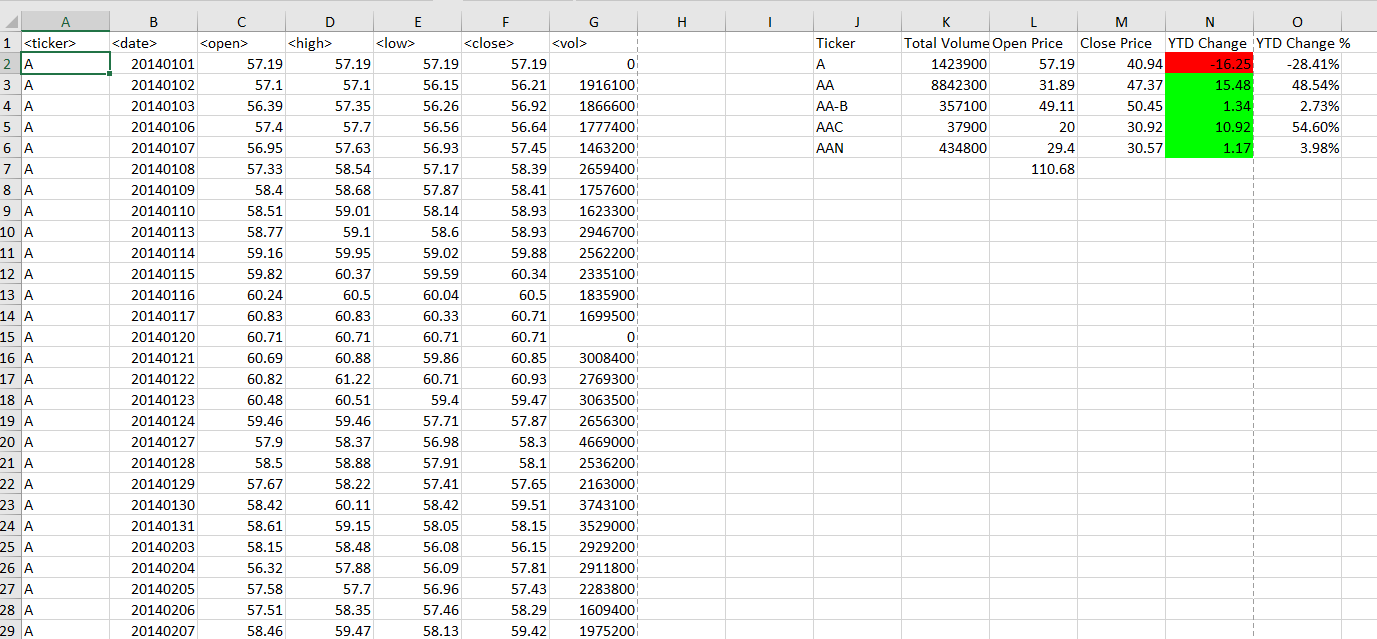 A B C D E F G H I J K L M N O
1 <ticker> <date> <open> <high> <low> <close> <vol> Ticker Total Volume Open Price Close Price YTD Change YTD Change %
2 A 20140101 57.19 57.19 57.19 57.19 0 A 1423900 57.19 40.94 -16.25 -28.41%
3 A 20140102 57.1 57.1 56.15 56.21 1916100 AA 8842300 31.89 47.37 15.48 48.54%
4 A 20140103 56.39 57.35 56.26 56.92 1866600 AA-B 357100 49.11 50.45 1.34 2.73%
5 A 20140106 57.4 57.7 56.56 56.64 1777400 AAC 37900 20 30.92 10.92 54.60%
6 A 20140107 56.95 57.63 56.93 57.45 1463200 AAN 434800 29.4 30.57 1.17 3.98%
7 A 20140108 57.33 58.54 57.17 58.39 2659400 110.68
8 A 20140109 58.4 58.68 57.87 58.41 1757600
9 A 20140110 58.51 59.01 58.14 58.93 1623300
10 A 20140113 58.77 59.1 58.6 58.93 2946700
11 A 20140114 59.16 59.95 59.02 59.88 2562200
12 A 20140115 59.82 60.37 59.59 60.34 2335100
13 A 20140116 60.24 60.5 60.04 60.5 1835900
14 A 20140117 60.83 60.83 60.33 60.71 1699500
15 A 20140120 60.71 60.71 60.71 60.71 0
16 A 20140121 60.69 60.88 59.86 60.85 3008400
17 A 20140122 60.82 61.22 60.71 60.93 2769300
18 A 20140123 60.48 60.51 59.4 59.47 3063500
19 A 20140124 59.46 59.46 57.71 57.87 2656300
20 A 20140127 57.9 58.37 56.98 58.3 4669000
21 A 20140128 58.5 58.88 57.91 58.1 2536200
22 A 20140129 57.67 58.22 57.41 57.65 2163000
23 A 20140130 58.42 60.11 58.42 59.51 3743100
24 A 20140131 58.61 59.15 58.05 58.15 3529000
25 A 20140203 58.15 58.48 56.08 56.15 2929200
26 A 20140204 56.32 57.88 56.09 57.81 2911800
27 A 20140205 57.58 57.7 56.96 57.43 2283800
28 A 20140206 57.51 58.35 57.46 58.29 1609400
29 A 20140207 58.46 59.47 58.13 59.42 1975200